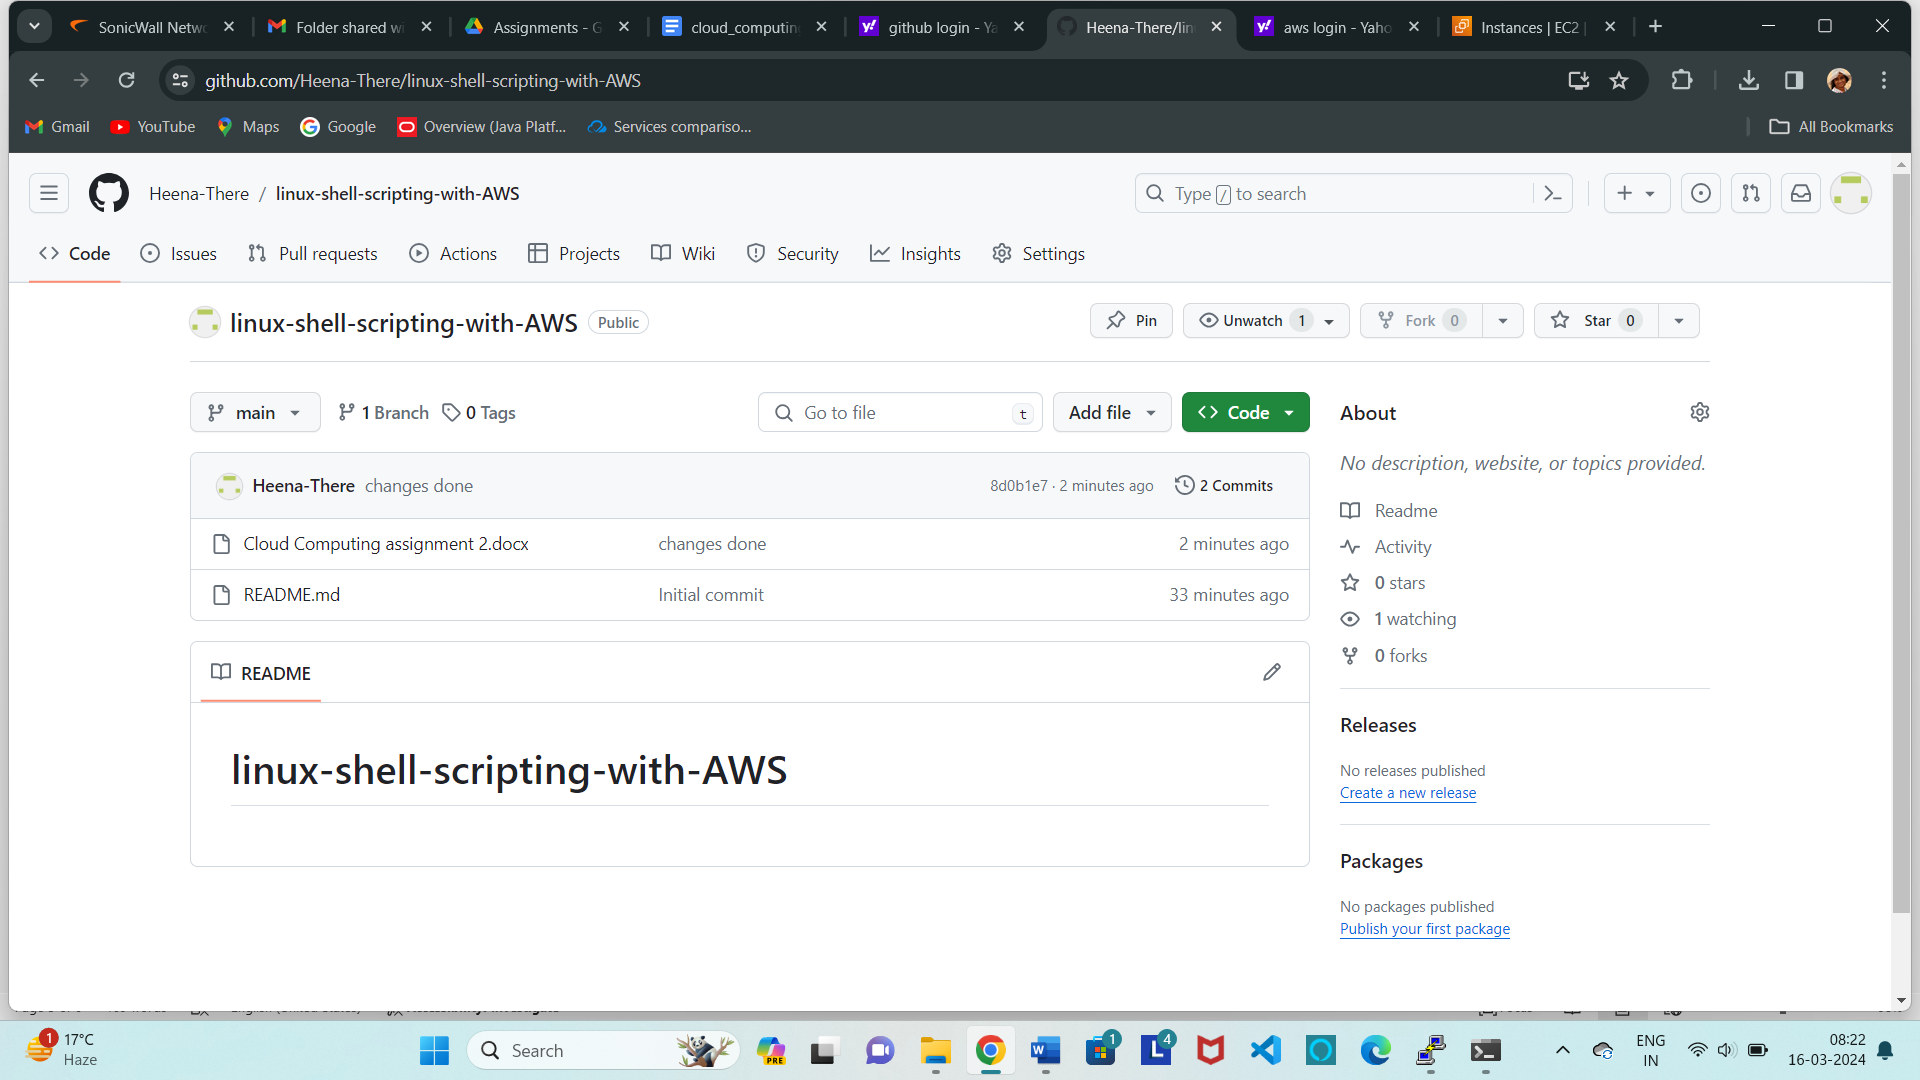 SonicWall Netwo
Folder shared wi
Assignments - G
cloud_computing
github login - Ya
Heena-There/lin
aws login - Yaho
Instances | EC2 |
github.com/Heena-There/linux-shell-scripting-with-AWS
Gmail
YouTube
Maps
Google
Overview (Java Platf...
Services compariso...
All Bookmarks
Heena-There / linux-shell-scripting-with-AWS
Type / to search
Code
Issues
Pull requests
Actions
Projects
Wiki
Security
Insights
Settings
linux-shell-scripting-with-AWS Public
Pin
Unwatch 1
Fork 0
Star 0
main
1 Branch
0 Tags
Go to file t
Add file
Code
Heena-There changes done 8d0b1e7 · 2 minutes ago 2 Commits
Cloud Computing assignment 2.docx changes done 2 minutes ago
README.md Initial commit 33 minutes ago
README
linux-shell-scripting-with-AWS
About
No description, website, or topics provided.
Readme
Activity
0 stars
1 watching
0 forks
Releases
No releases published
Create a new release
Packages
No packages published
Publish your first package
1
17°C
Haze
Search
PRE
1
4
ENG
IN
08:22
16-03-2024